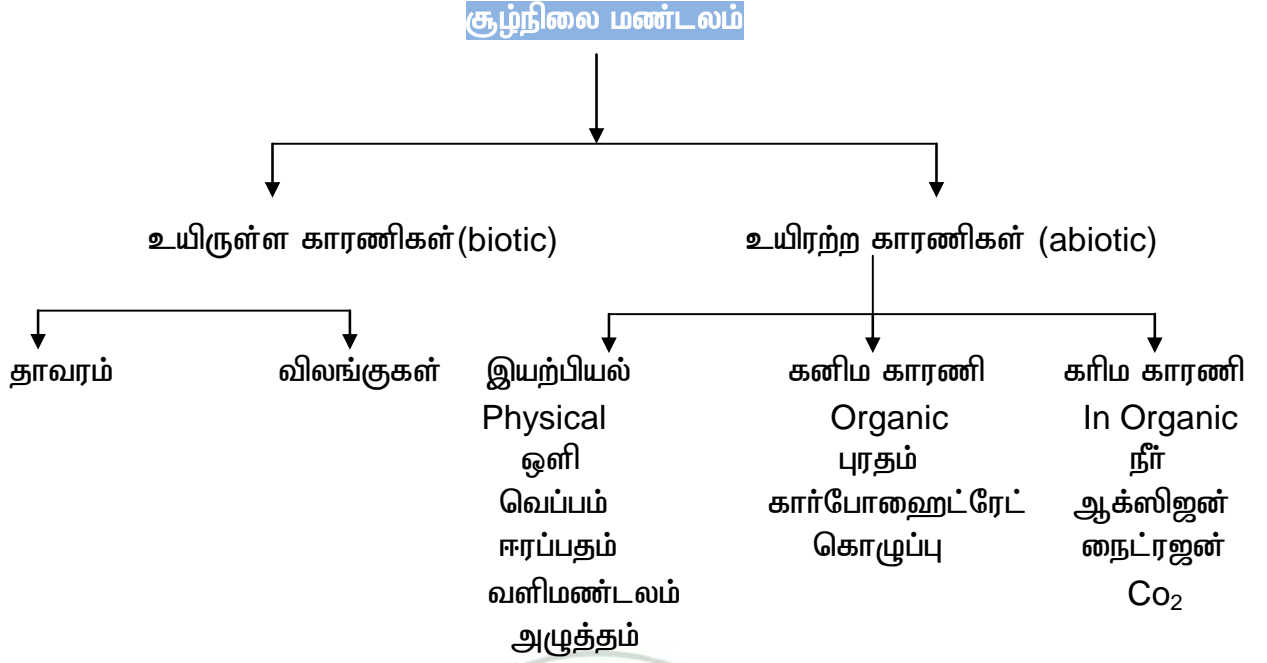 சூழ்நிலை மண்டலம்
உயிருள்ள காரணிகள்(biotic) உயிரற்ற காரணிகள் (abiotic)
தாவரம் விலங்குகள் இயற்பியல் கனிம காரணி கரிம காரணி
Physical Organic In Organic
ஒளி புரதம் நீர்
வெப்பம் கார்போஹைட்ரேட் ஆக்ஸிஜன்
ஈரப்பதம் கொழுப்பு நைட்ரஜன்
வளிமண்டலம் Co₂
அழுத்தம்